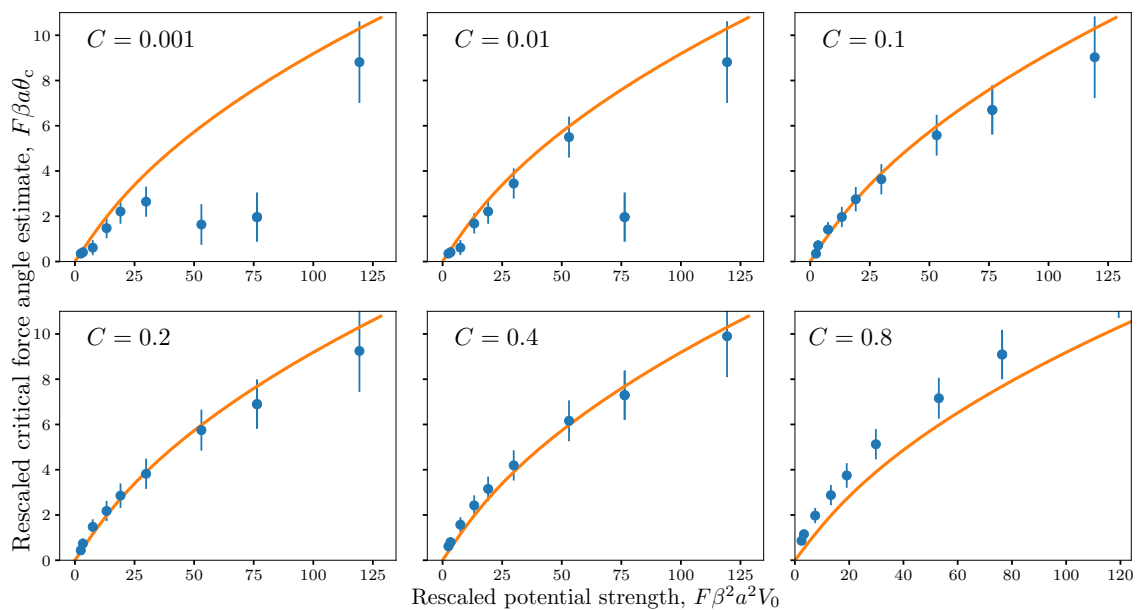 C = 0.001
C = 0.01
C = 0.1
10
8
6
4
2
0
0 25 50 75 100 125
0 25 50 75 100 125
0 25 50 75 100 125
C = 0.2
C = 0.4
C = 0.8
10
8
6
4
2
0
0 25 50 75 100 125
0 25 50 75 100 125
0 20 40 60 80 100 120
Rescaled critical force angle estimate, Fβaθ_c
Rescaled potential strength, Fβ²a²V₀